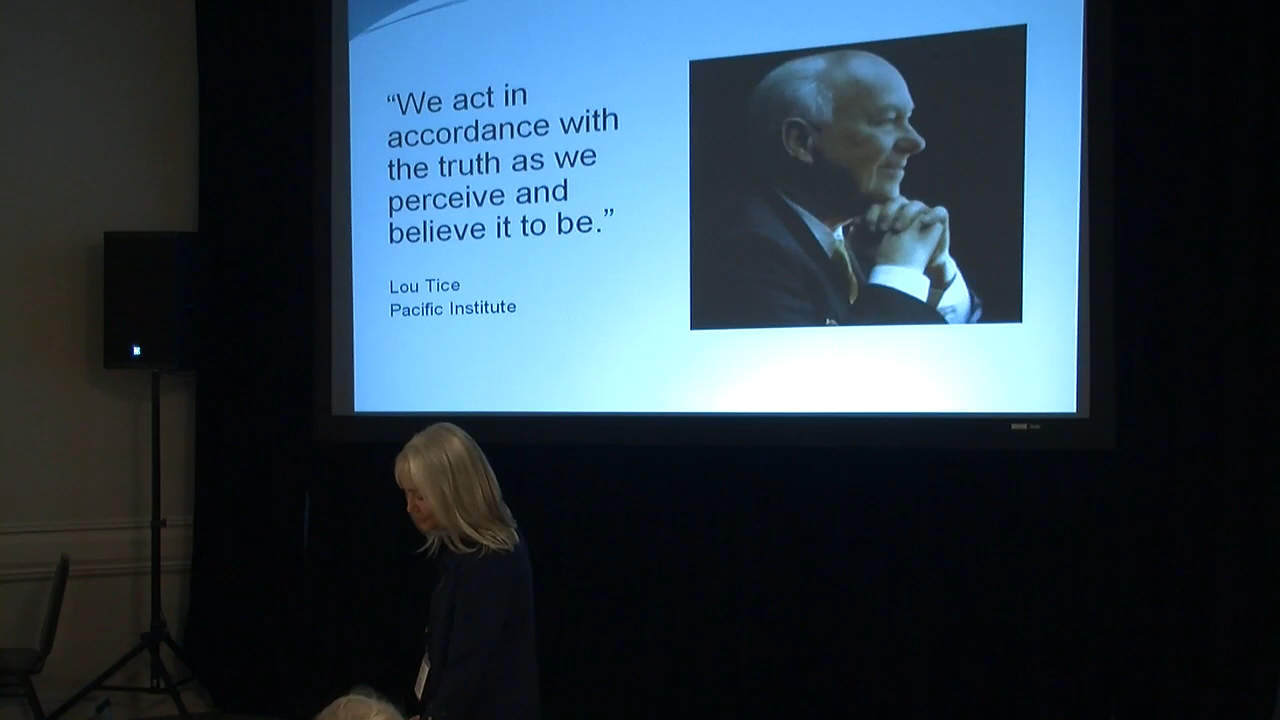 “We act in
accordance with
the truth as we
perceive and
believe it to be.”
Lou Tice
Pacific Institute